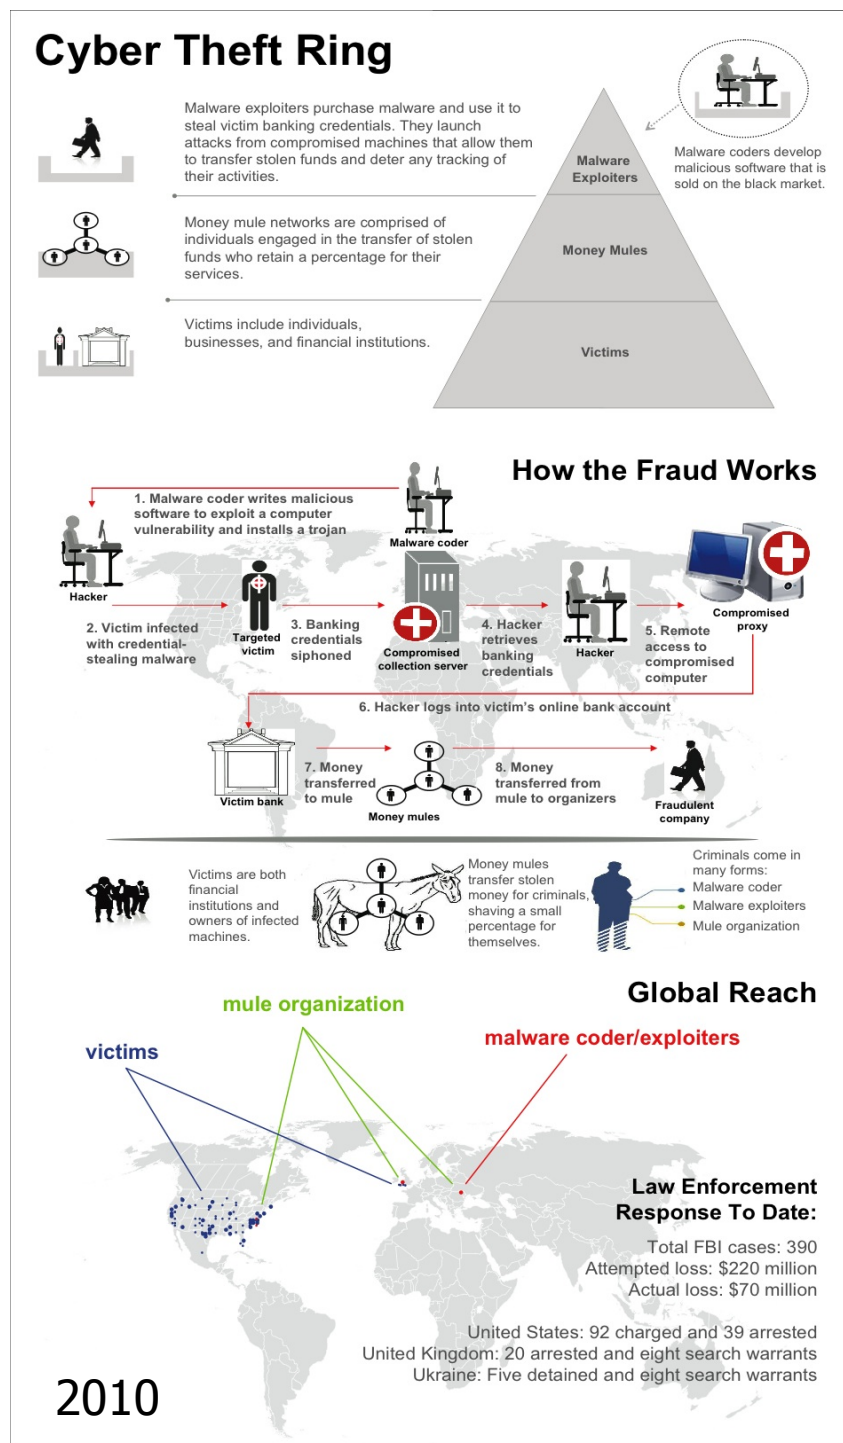 Cyber Theft Ring
Malware exploiters purchase malware and use it to
steal victim banking credentials. They launch
attacks from compromised machines that allow them
to transfer stolen funds and deter any tracking of
their activities.
Malware
Exploiters
Malware coders develop
malicious software that is
sold on the black market.
Money mule networks are comprised of
individuals engaged in the transfer of stolen
funds who retain a percentage for their
services.
Money Mules
Victims include individuals,
businesses, and financial institutions.
Victims
How the Fraud Works
1. Malware coder writes malicious
software to exploit a computer
vulnerability and installs a trojan
Malware coder
Hacker
2. Victim infected
with credential-
stealing malware
Targeted
victim
3. Banking
credentials
siphoned
Compromised
collection server
4. Hacker
retrieves
banking
credentials
Hacker
5. Remote
access to
compromised
computer
Compromised
proxy
6. Hacker logs into victim's online bank account
Victim bank
7. Money
transferred
to mule
Money mules
8. Money
transferred from
mule to organizers
Fraudulent
company
Victims are both
financial
institutions and
owners of infected
machines.
Money mules
transfer stolen
money for criminals,
shaving a small
percentage for
themselves.
Criminals come in
many forms:
Malware coder
Malware exploiters
Mule organization
Global Reach
mule organization
malware coder/exploiters
victims
Law Enforcement
Response To Date:
Total FBI cases: 390
Attempted loss: $220 million
Actual loss: $70 million
United States: 92 charged and 39 arrested
United Kingdom: 20 arrested and eight search warrants
Ukraine: Five detained and eight search warrants
2010